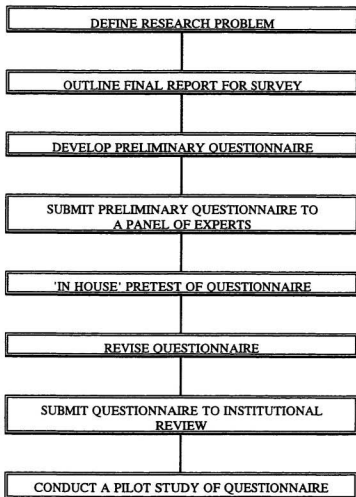 DEFINE RESEARCH PROBLEM
OUTLINE FINAL REPORT FOR SURVEY
DEVELOP PRELIMINARY QUESTIONNAIRE
SUBMIT PRELIMINARY QUESTIONNAIRE TO
A PANEL OF EXPERTS
'IN HOUSE' PRETEST OF QUESTIONNAIRE
REVISE QUESTIONNAIRE
SUBMIT QUESTIONNAIRE TO INSTITUTIONAL
REVIEW
CONDUCT A PILOT STUDY OF QUESTIONNAIRE